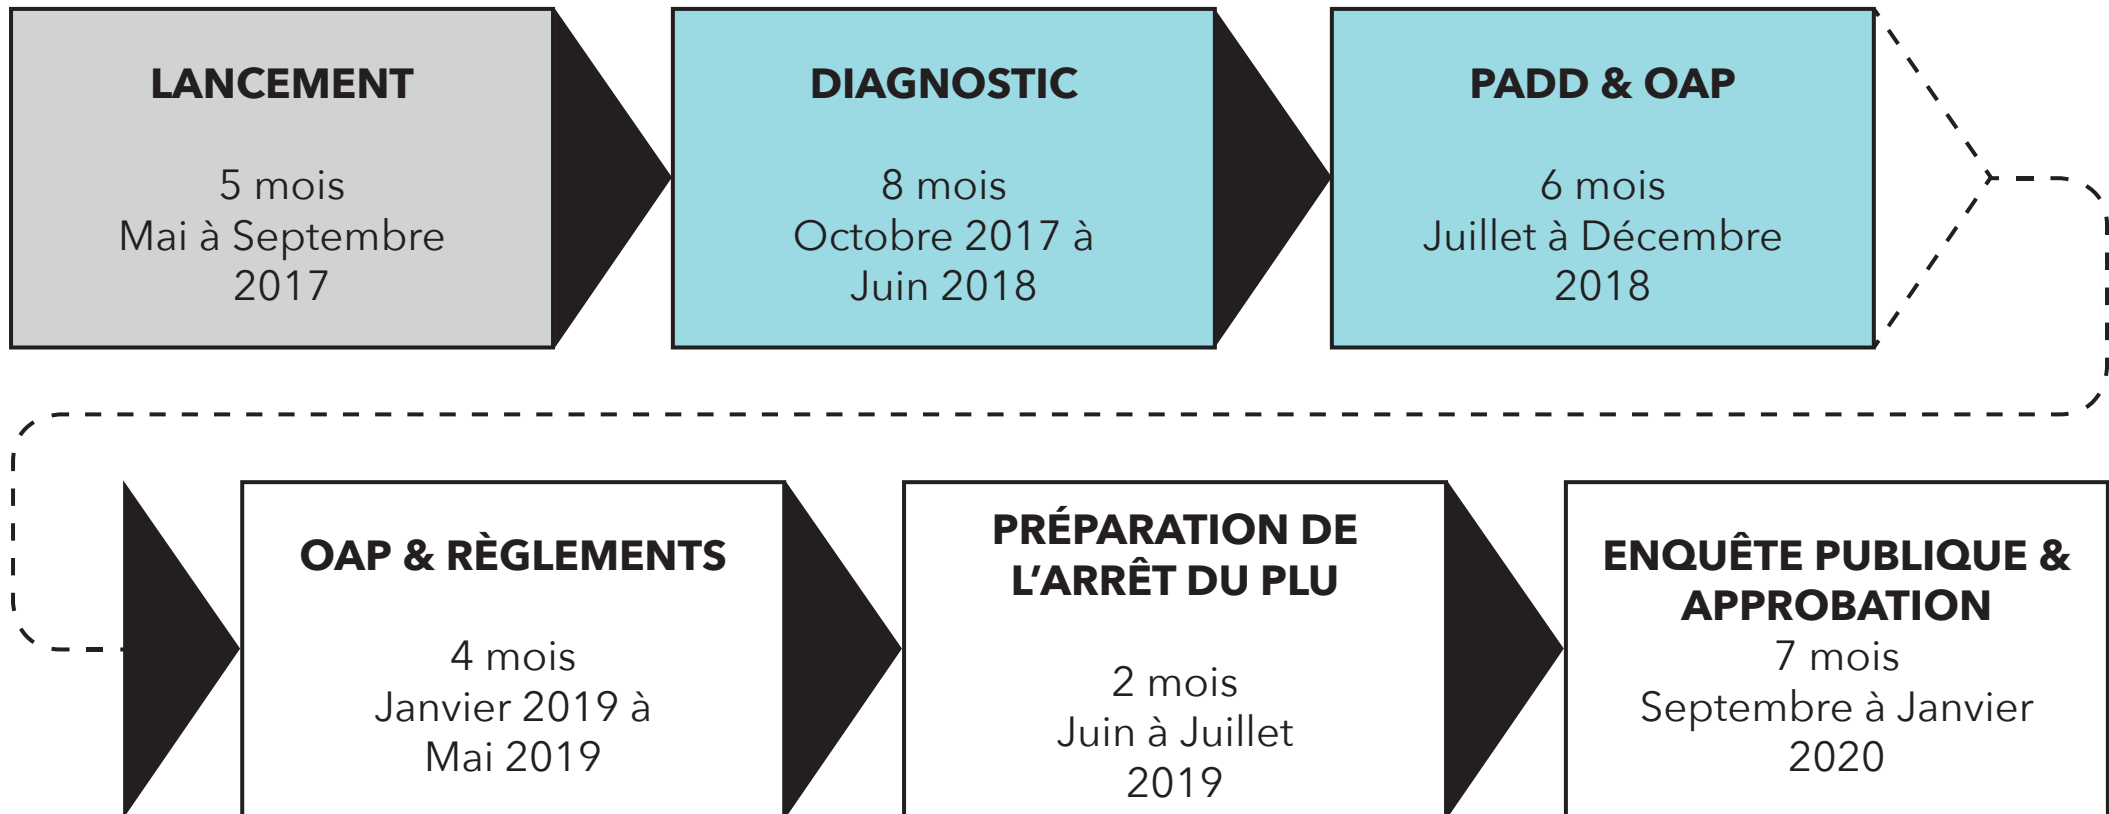 LANCEMENT
5 mois
Mai à Septembre
2017
DIAGNOSTIC
8 mois
Octobre 2017 à
Juin 2018
PADD & OAP
6 mois
Juillet à Décembre
2018
OAP & RÈGLEMENTS
4 mois
Janvier 2019 à
Mai 2019
PRÉPARATION DE
L’ARRÊT DU PLU
2 mois
Juin à Juillet
2019
ENQUÊTE PUBLIQUE &
APPROBATION
7 mois
Septembre à Janvier
2020